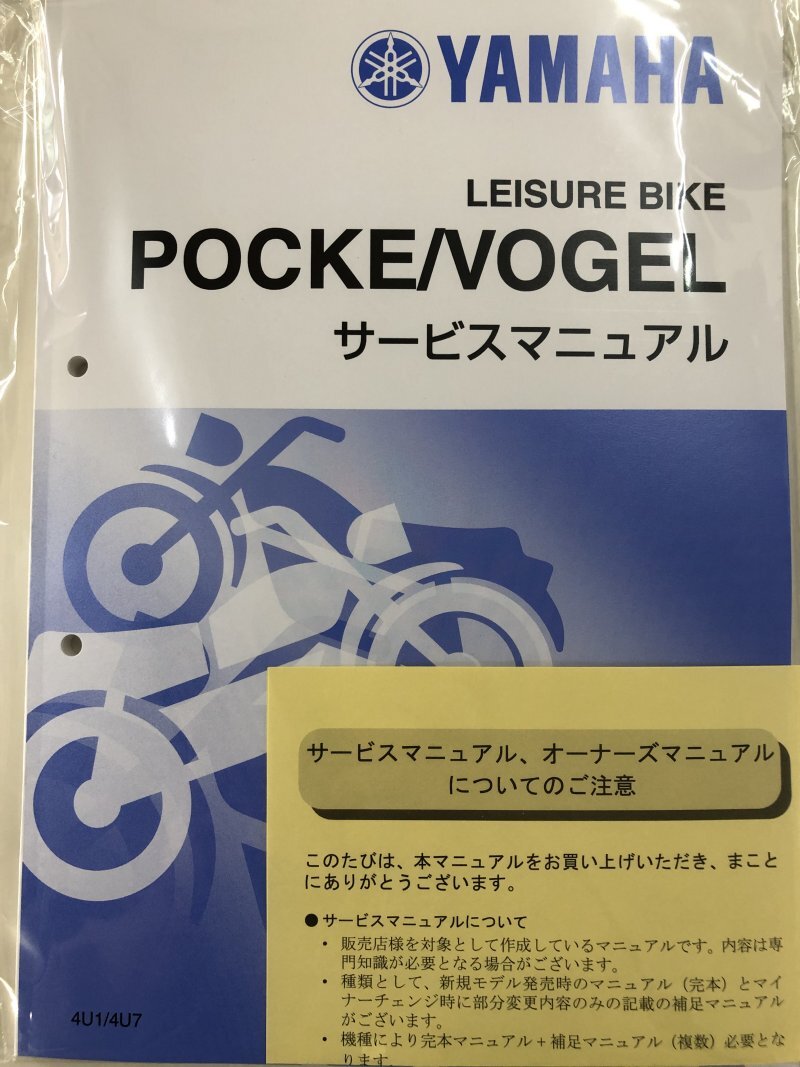 YAMAHA
LEISURE BIKE
POCKE/VOGEL
サービスマニュアル
サービスマニュアル、オーナーズマニュアル
についてのご注意
このたびは、本マニュアルをお買い上げいただき、まこと
にありがとうございます。
● サービスマニュアルについて
・ 販売店様を対象として作成しているマニュアルです。内容は専
門知識が必要となる場合がございます。
・ 種類として、新規モデル発売時のマニュアル（完本）とマイ
ナーチェンジ時に部分変更内容のみの記載の補足マニュアル
がございます。
・ 機種により完本マニュアル＋補足マニュアル（複数）必要とな
ります。
4U1/4U7